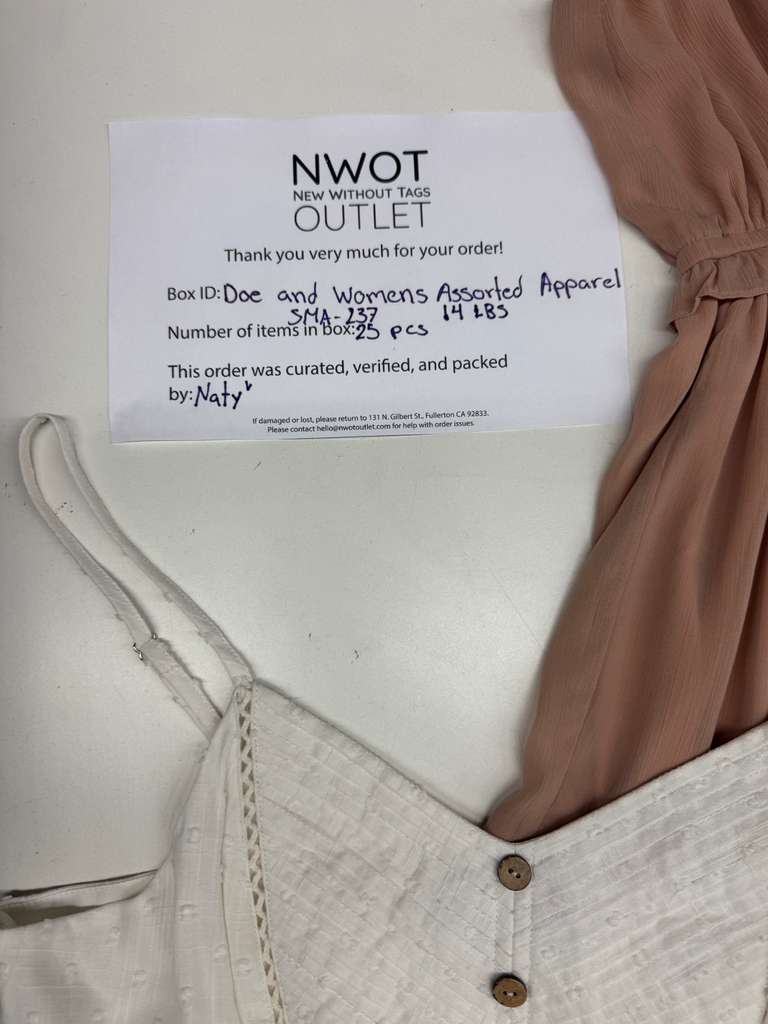 NWOT
NEW WITHOUT TAGS
OUTLET
Thank you very much for your order!
Box ID: Doe and Womens Assorted Apparel
SMA-237 14 LBS
Number of items in box: 25 pcs
This order was curated, verified, and packed
by: Naty
If damaged or lost, please return to 131 N. Gilbert St., Fullerton CA 92833.
Please contact hello@nwotoutlet.com for help with order issues.